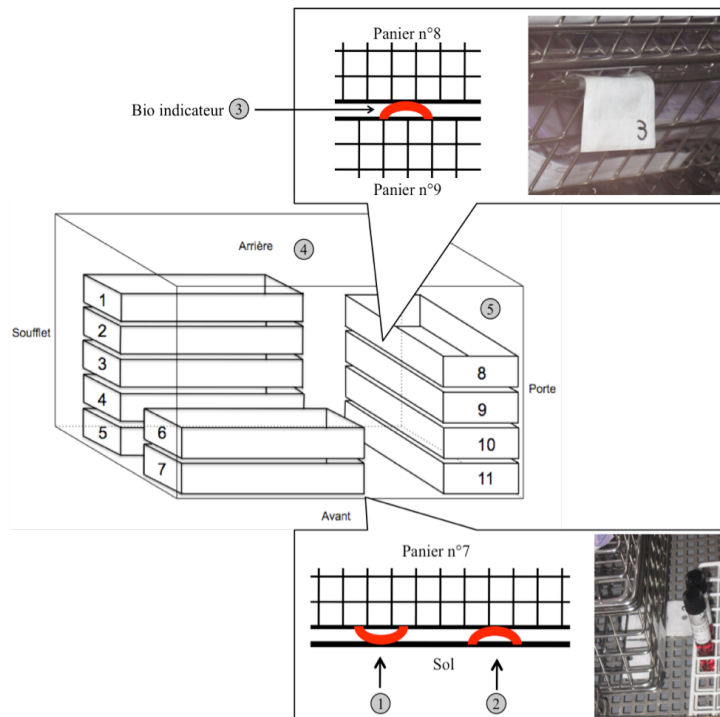 Panier n°8
Bio indicateur 3
3
Panier n°9
Arrière 4
5
1
2
3
4
5
6
7
8
9
10
11
Soufflet
Porte
Avant
Panier n°7
Sol
1
2